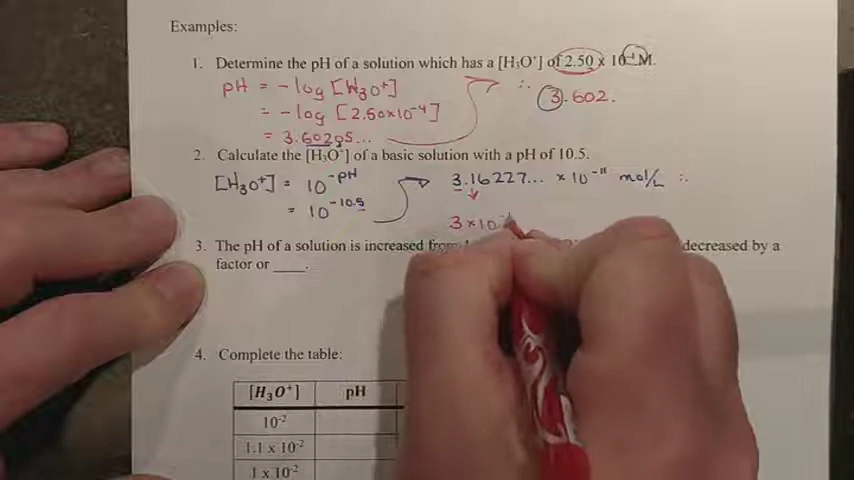 Examples:
1. Determine the pH of a solution which has a [H₃O⁺] of 2.50 x 10⁻⁴ M.
pH = -log [H₃O+]
= -log [2.50x10⁻⁴]
= 3.60205...
∴ 3.602.
2. Calculate the [H₃O⁺] of a basic solution with a pH of 10.5.
[H₃O+] = 10^-pH
= 10^-10.5
3.16227... × 10⁻¹¹ mol/L ∴
3 × 10
3. The pH of a solution is increased from decreased by a
factor or ____.
4. Complete the table:
[H₃O⁺] pH
10⁻²
1.1 x 10⁻²
1 x 10⁻²